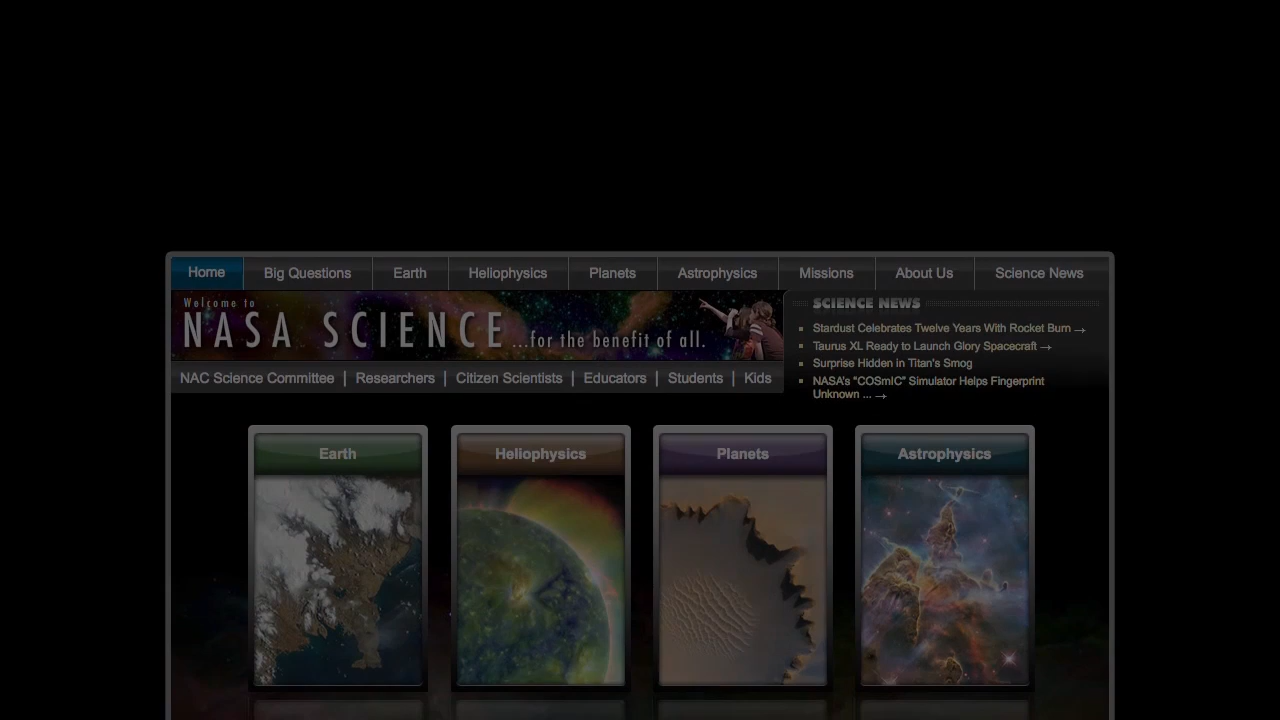 Home Big Questions Earth Heliophysics Planets Astrophysics Missions About Us Science News
Welcome to
NASA SCIENCE ...for the benefit of all.
NAC Science Committee | Researchers | Citizen Scientists | Educators | Students | Kids
SCIENCE NEWS
Stardust Celebrates Twelve Years With Rocket Burn →
Taurus XL Ready to Launch Glory Spacecraft →
Surprise Hidden in Titan's Smog
NASA's "COSmIC" Simulator Helps Fingerprint
Unknown ... →
Earth Heliophysics Planets Astrophysics